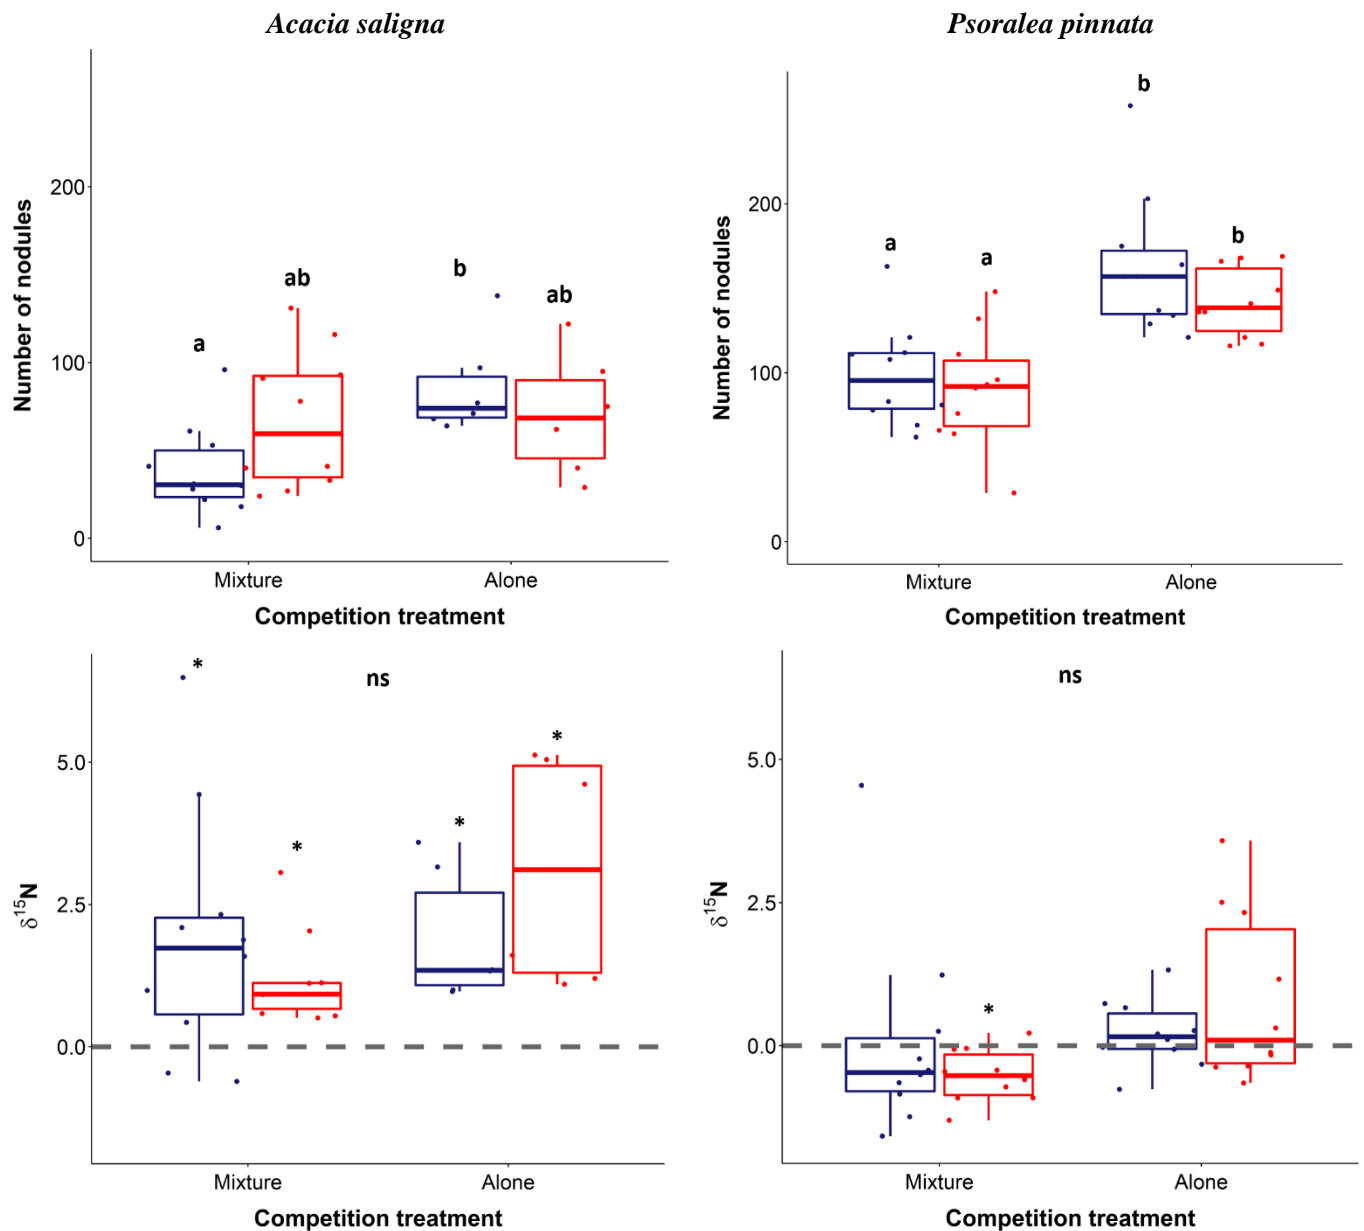 Acacia saligna
Psoralea pinnata
Number of nodules
200
100
0
a
ab
b
ab
Mixture
Alone
Competition treatment
Number of nodules
200
100
0
a
a
b
b
Mixture
Alone
Competition treatment
δ¹⁵N
5.0
2.5
0.0
*
*
ns
*
*
Mixture
Alone
Competition treatment
δ¹⁵N
5.0
2.5
0.0
*
ns
Mixture
Alone
Competition treatment